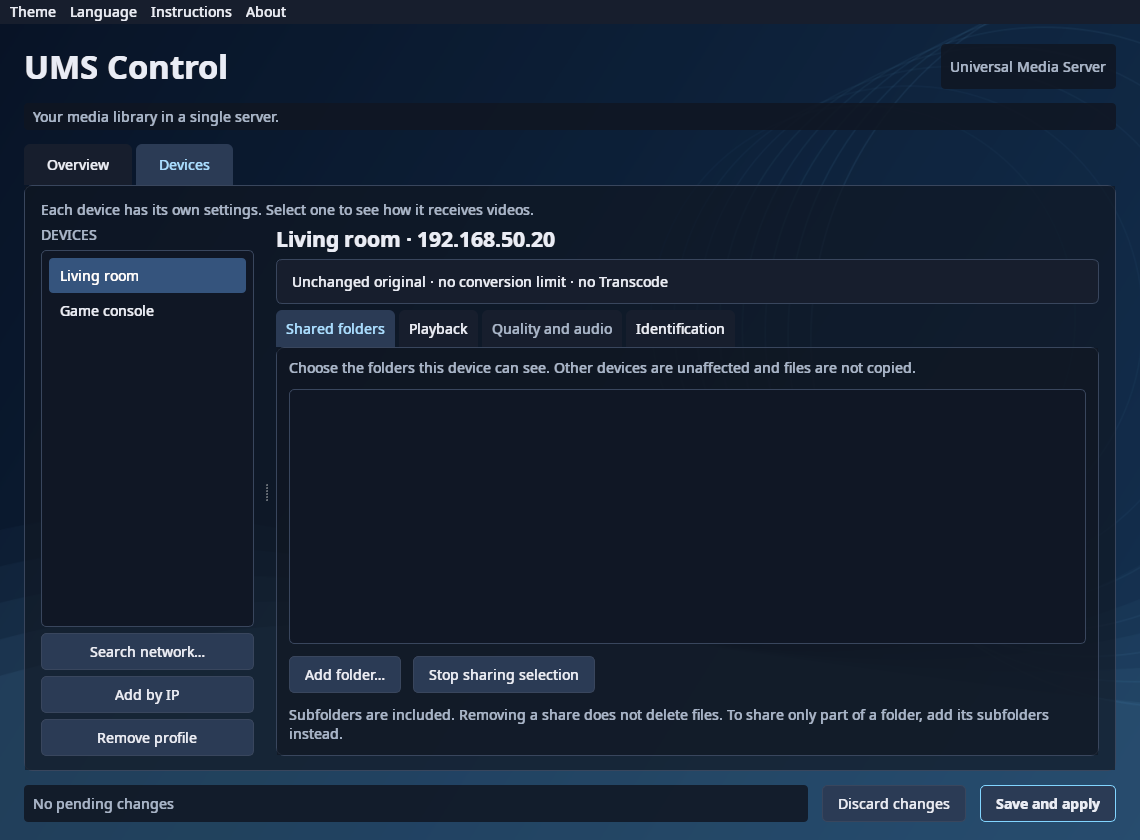 Theme Language Instructions About
UMS Control
Universal Media Server
Your media library in a single server.
Overview Devices
Each device has its own settings. Select one to see how it receives videos.
DEVICES
Living room
Game console
Search network...
Add by IP
Remove profile
Living room · 192.168.50.20
Unchanged original · no conversion limit · no Transcode
Shared folders Playback Quality and audio Identification
Choose the folders this device can see. Other devices are unaffected and files are not copied.
Add folder... Stop sharing selection
Subfolders are included. Removing a share does not delete files. To share only part of a folder, add its subfolders
instead.
No pending changes
Discard changes Save and apply